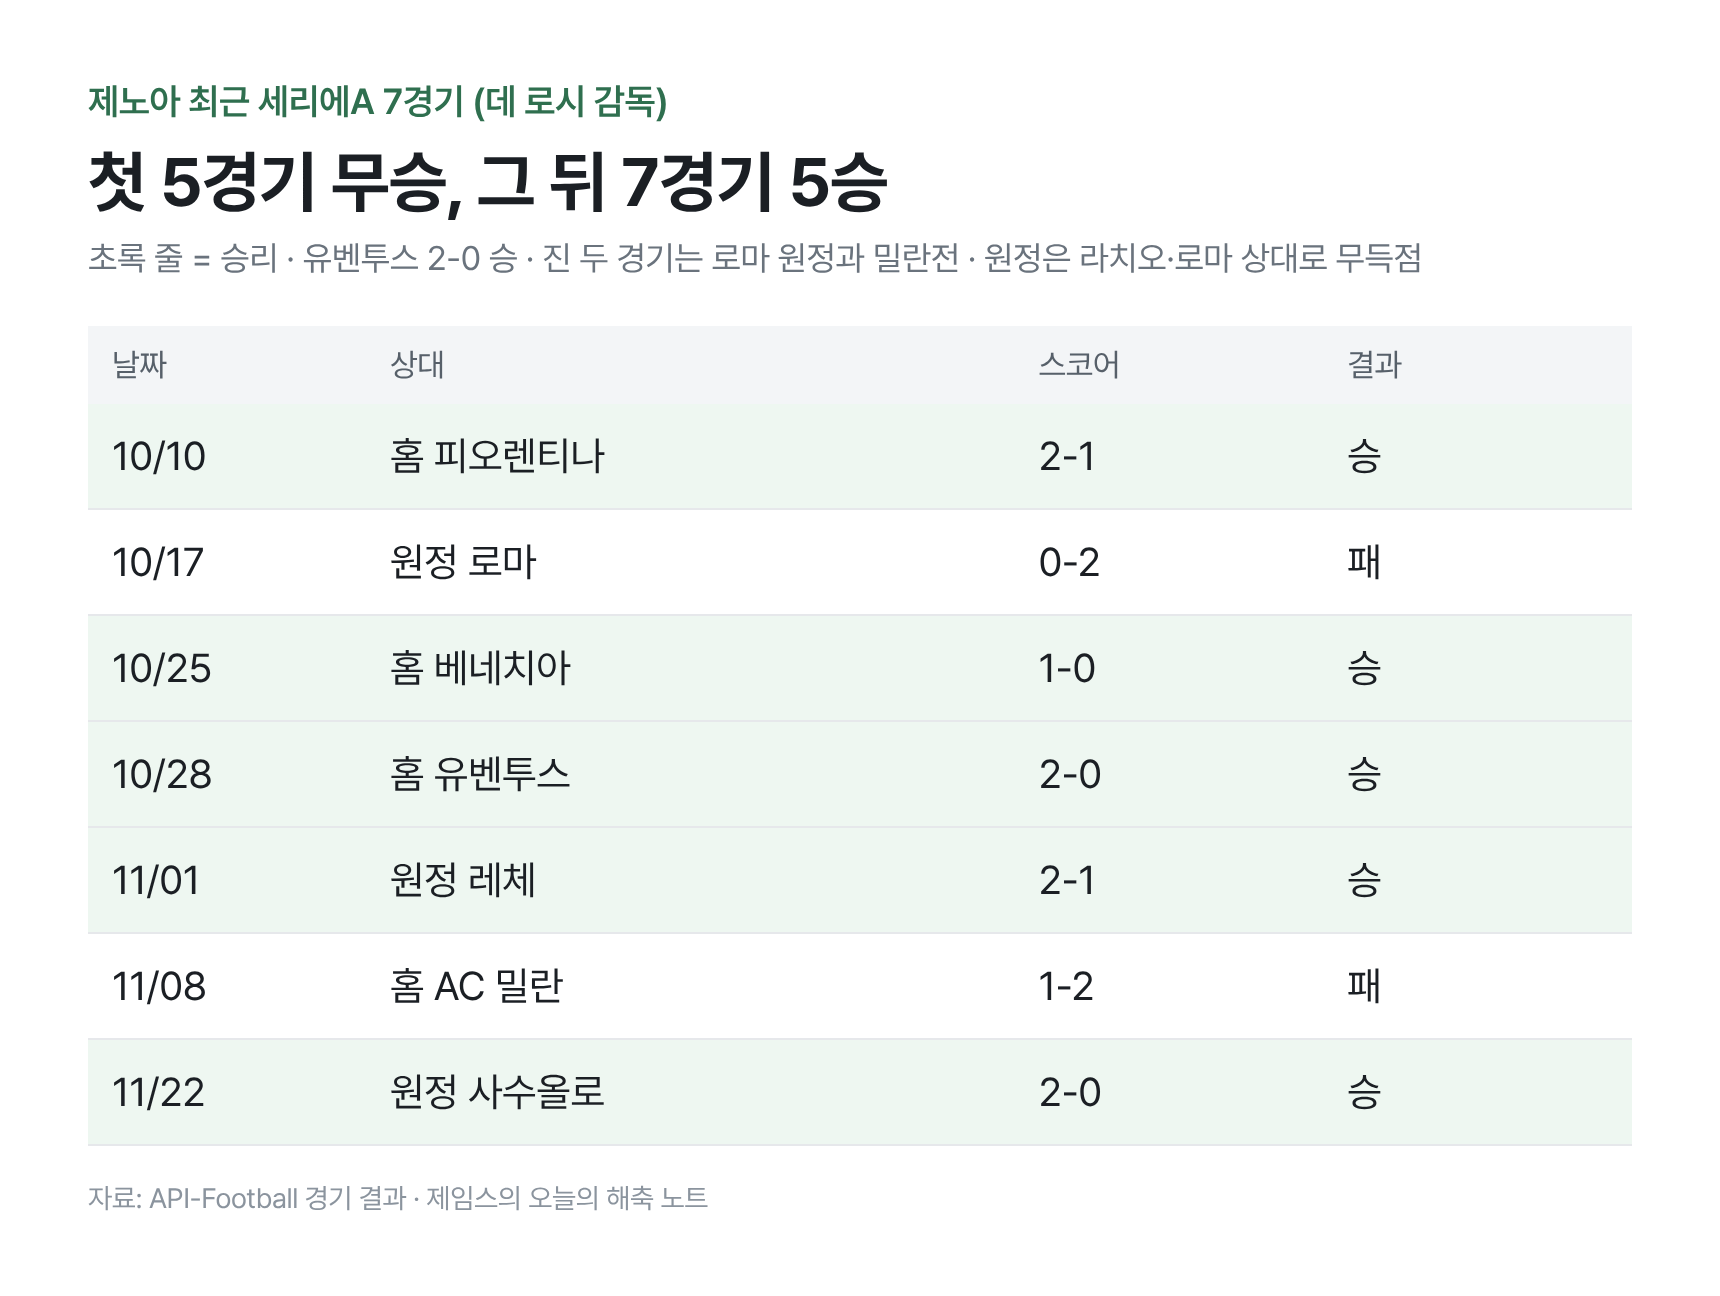 제노아 최근 세리에A 7경기 (데 로시 감독)
첫 5경기 무승, 그 뒤 7경기 5승
초록 줄 = 승리 · 유벤투스 2-0 승 · 진 두 경기는 로마 원정과 밀란전 · 원정은 라치오·로마 상대로 무득점
날짜 상대 스코어 결과
10/10 홈 피오렌티나 2-1 승
10/17 원정 로마 0-2 패
10/25 홈 베네치아 1-0 승
10/28 홈 유벤투스 2-0 승
11/01 원정 레체 2-1 승
11/08 홈 AC 밀란 1-2 패
11/22 원정 사수올로 2-0 승
자료: API-Football 경기 결과 · 제임스의 오늘의 해축 노트